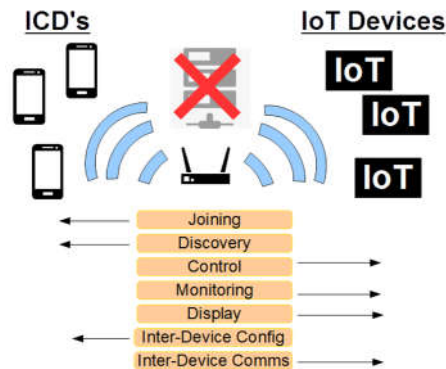 ICD's
IoT Devices
IoT
IoT
IoT
Joining
Discovery
Control
Monitoring
Display
Inter-Device Config
Inter-Device Comms